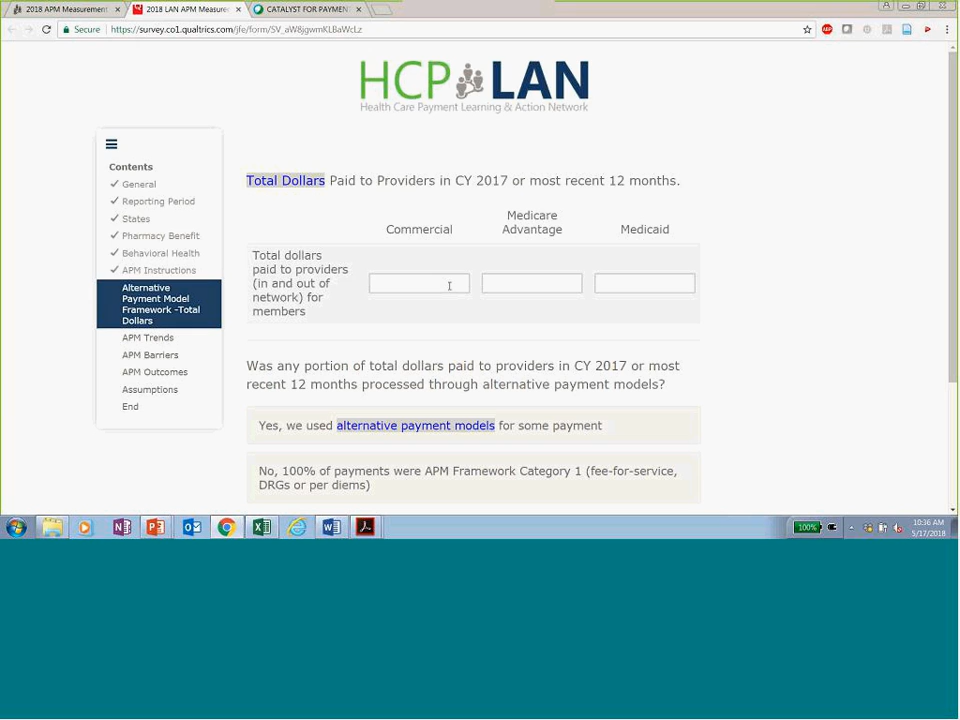 2018 APM Measurement
2018 LAN APM Measure
CATALYST FOR PAYMEN
Secure
https://survey.co1.qualtrics.com/jfe/form/SV_aW8jgwmKLBaWcLz
HCP LAN
Health Care Payment Learning & Action Network
Contents
General
Reporting Period
States
Pharmacy Benefit
Behavioral Health
APM Instructions
Alternative
Payment Model
Framework -Total
Dollars
APM Trends
APM Barriers
APM Outcomes
Assumptions
End
Total Dollars Paid to Providers in CY 2017 or most recent 12 months.
Commercial
Medicare
Advantage
Medicaid
Total dollars
paid to providers
(in and out of
network) for
members
Was any portion of total dollars paid to providers in CY 2017 or most
recent 12 months processed through alternative payment models?
Yes, we used alternative payment models for some payment
No, 100% of payments were APM Framework Category 1 (fee-for-service,
DRGs or per diems)
100%
10:36 AM
5/17/2018